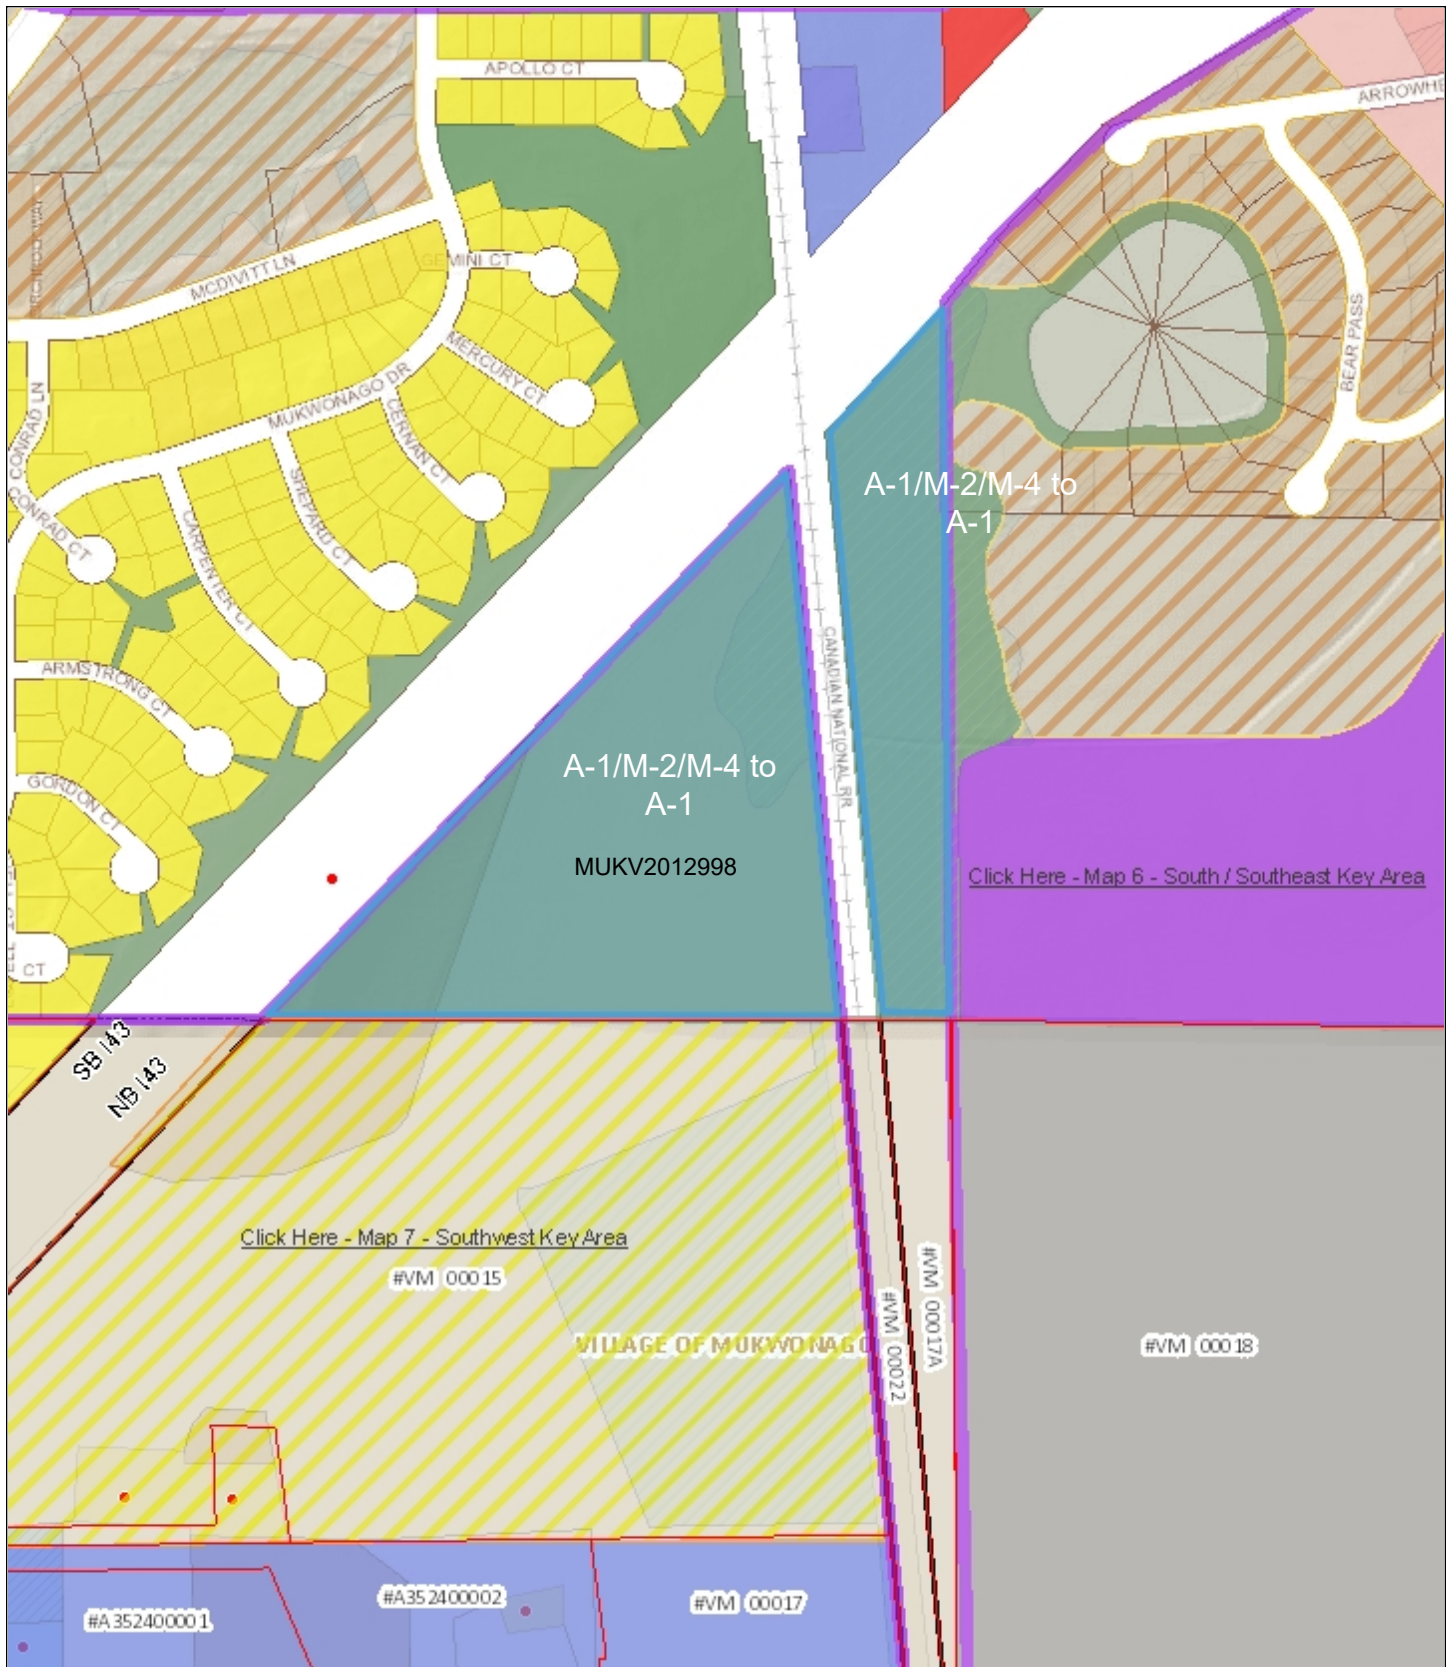 APOLLO CT
ARROWHE
MCDIVITT LN
GEMINI CT
MERCURY CT
BEAR PASS
CONRAD LN
MUKWONAGO DR
CERNAN CT
A-1/M-2/M-4 to
A-1
SHEPARD CT
CONRAD CT
CARPENTER CT
ARMSTRONG CT
CANADIAN NATIONAL RR
A-1/M-2/M-4 to
A-1
GORDON CT
MUKV2012998
Click Here - Map 6 - South / Southeast Key Area
CT
SB I43
NB I43
Click Here - Map 7 - Southwest Key Area
#VM 00015
#VM 00017A
#VM 00022
VILLAGE OF MUKWONAGO
#VM 00018
#A352400002
#VM 00017
#A352400001